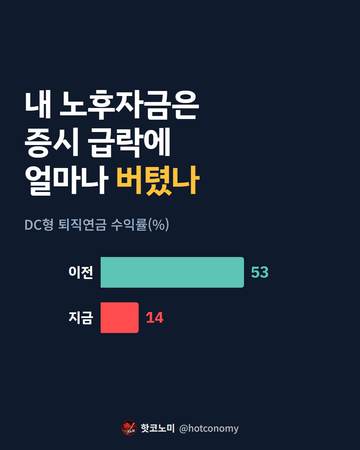 내 노후자금은
증시 급락에
얼마나 버텼나
DC형 퇴직연금 수익률(%)
이전 53
지금 14
핫코노미 @hotconomy